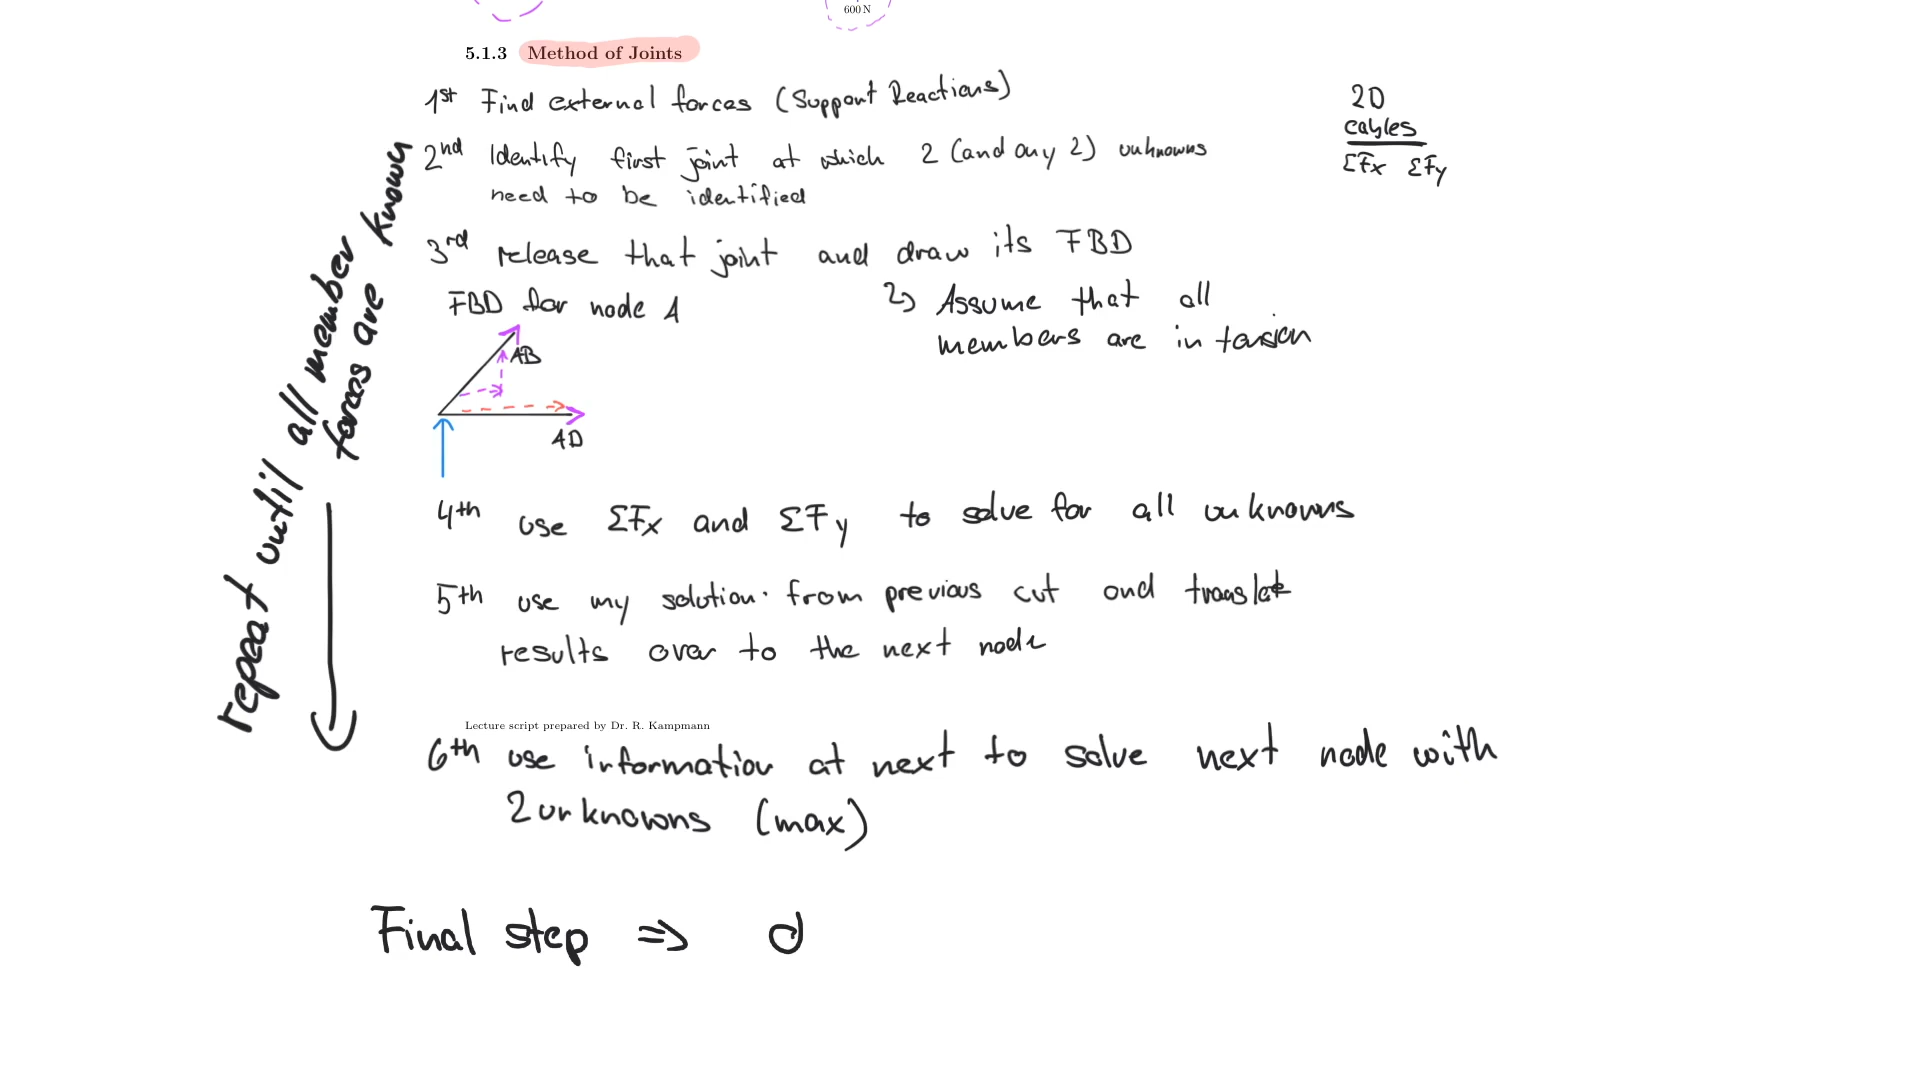 600 N
5.1.3 Method of Joints
1st Find external forces (Support Reactions)
2D
cables
ΣFx ΣFy
2nd Identify first joint at which 2 (and ony 2) unknowns
need to be identified
3rd release that joint and draw its FBD
FBD for node A
2) Assume that all
members are in tension
AB
AD
4th use ΣFx and ΣFy to solve for all unknowns
5th use my solution from previous cut and translate
results over to the next node
repeat until all member
forces are known
Lecture script prepared by Dr. R. Kampmann
6th use information at next to solve next node with
2 unknowns (max)
Final step ⇒ d